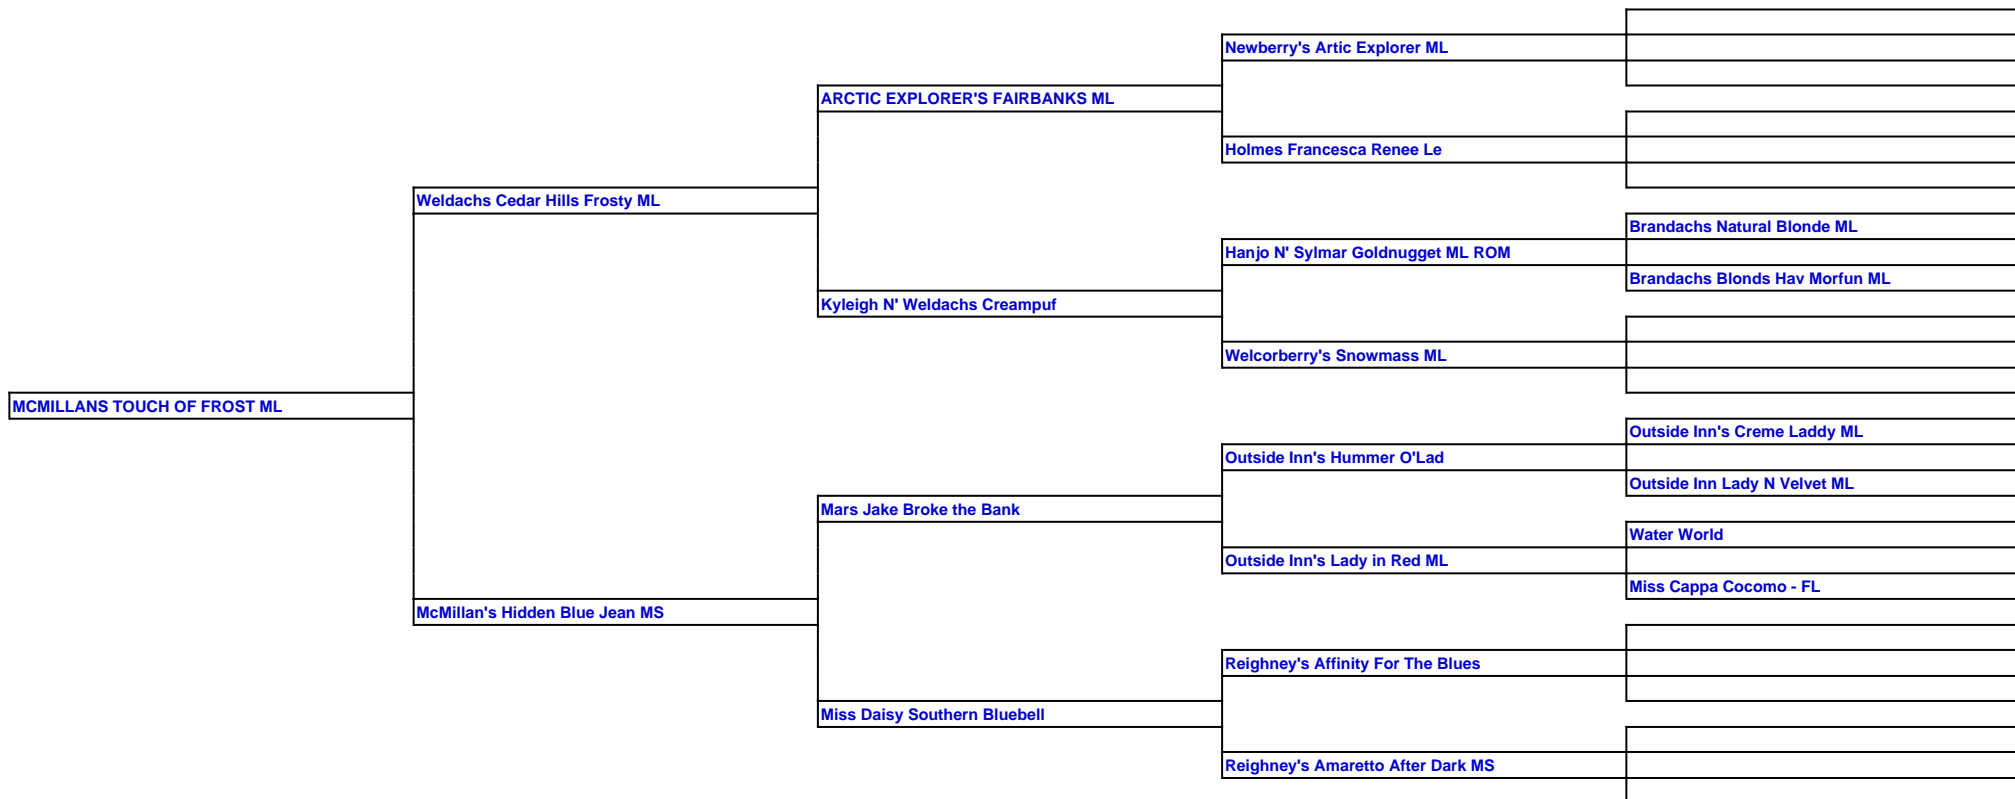 Newberry's Artic Explorer ML
ARCTIC EXPLORER'S FAIRBANKS ML
Holmes Francesca Renee Le
Weldachs Cedar Hills Frosty ML
Brandachs Natural Blonde ML
Hanjo N' Sylmar Goldnugget ML ROM
Brandachs Blonds Hav Morfun ML
Kyleigh N' Weldachs Creampuf
Welcorberry's Snowmass ML
MCMILLANS TOUCH OF FROST ML
Outside Inn's Creme Laddy ML
Outside Inn's Hummer O'Lad
Outside Inn Lady N Velvet ML
Mars Jake Broke the Bank
Water World
Outside Inn's Lady in Red ML
Miss Cappa Cocomo - FL
McMillan's Hidden Blue Jean MS
Reighney's Affinity For The Blues
Miss Daisy Southern Bluebell
Reighney's Amaretto After Dark MS